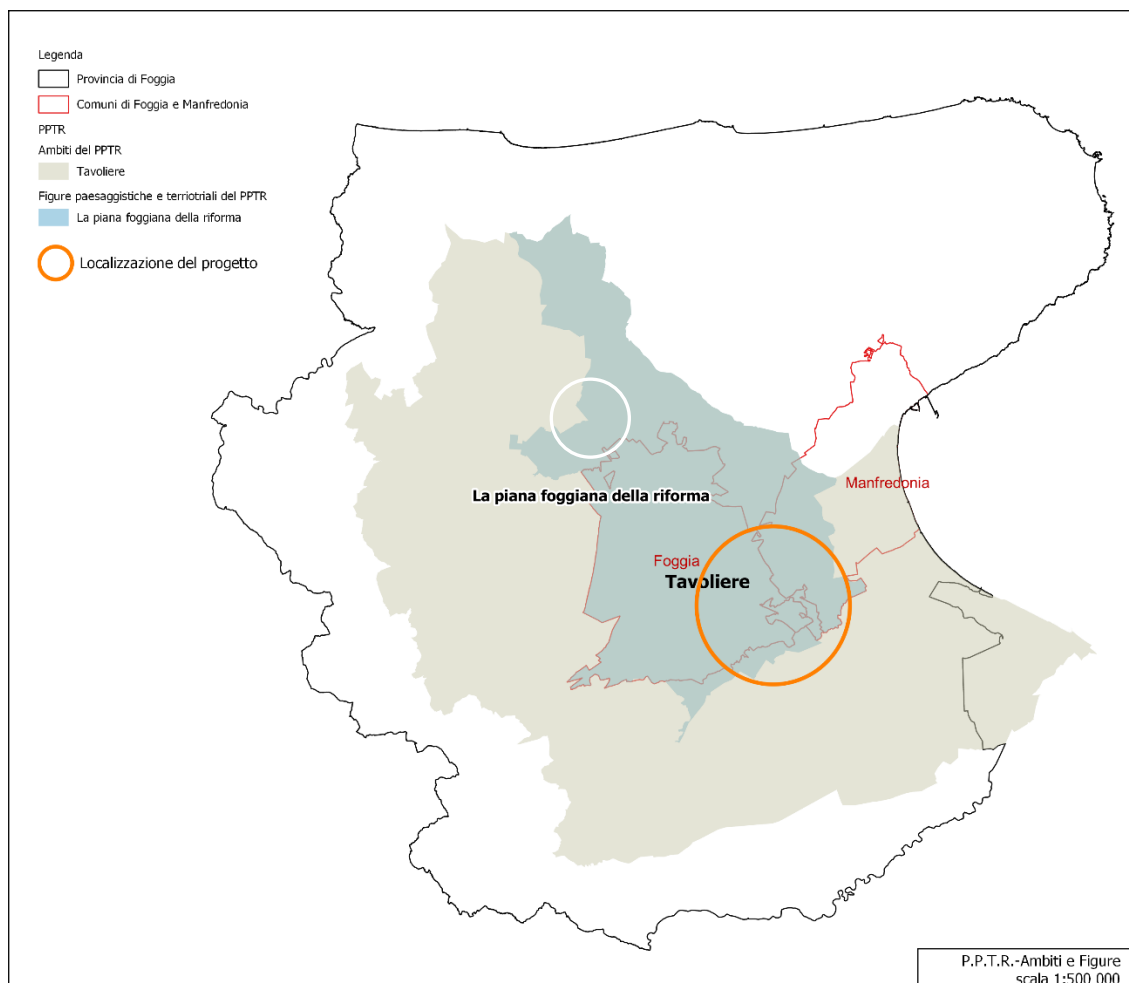 Legenda
Provincia di Foggia
Comuni di Foggia e Manfredonia
PPTR
Ambiti del PPTR
Tavoliere
Figure paesaggistiche e terriotriali del PPTR
La piana foggiana della riforma
Localizzazione del progetto
Manfredonia
La piana foggiana della riforma
Foggia
Tavoliere
P.P.T.R.-Ambiti e Figure
scala 1:500 000